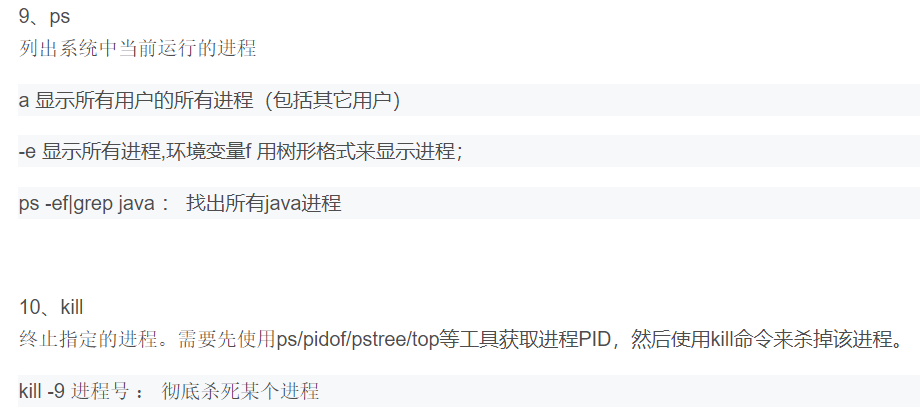 9、ps
列出系统中当前运行的进程
a 显示所有用户的所有进程（包括其它用户）
-e 显示所有进程,环境变量f 用树形格式来显示进程；
ps -ef|grep java ： 找出所有java进程
10、kill
终止指定的进程。需要先使用ps/pidof/pstree/top等工具获取进程PID，然后使用kill命令来杀掉该进程。
kill -9 进程号 ： 彻底杀死某个进程